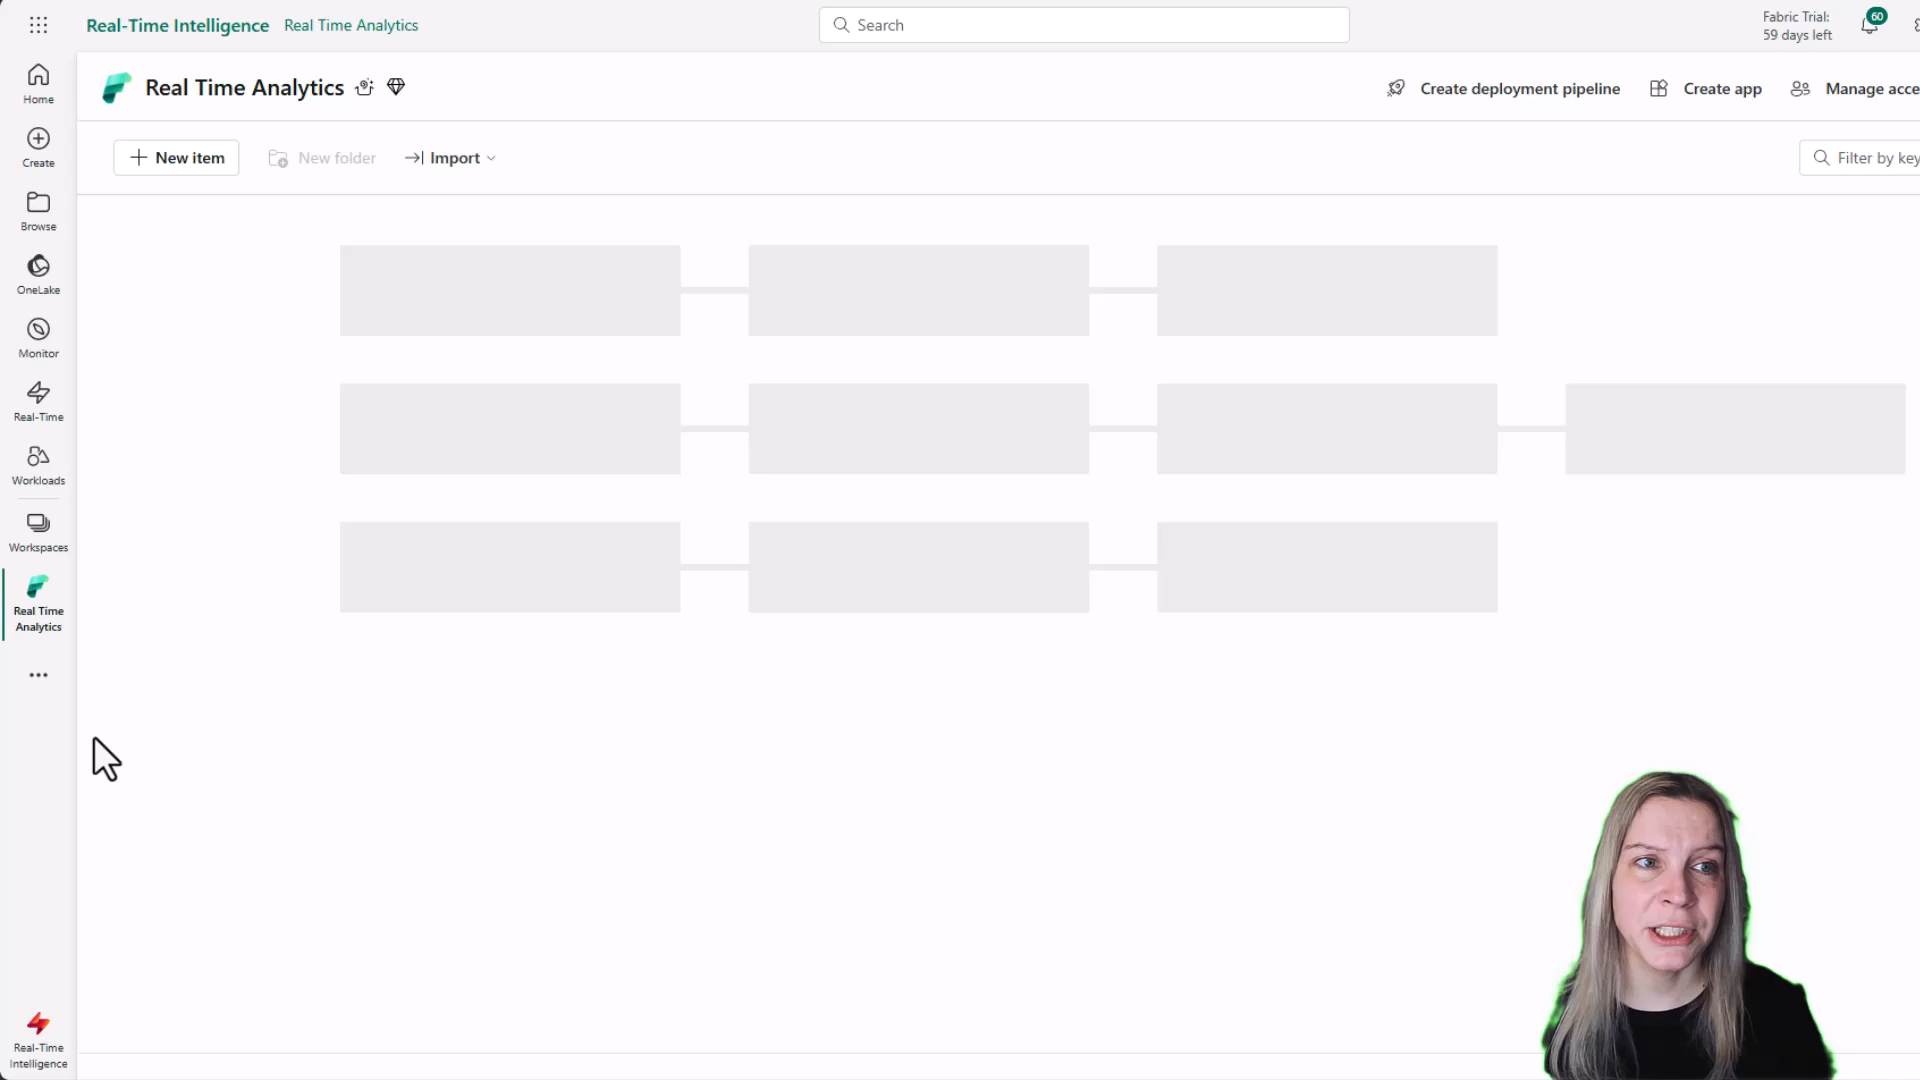 Real-Time Intelligence Real Time Analytics
Search
Fabric Trial:
59 days left
60
Home
Create
Browse
OneLake
Monitor
Real-Time
Workloads
Workspaces
Real Time
Analytics
Real-Time
Intelligence
Real Time Analytics
Create deployment pipeline
Create app
Manage acce
New item
New folder
Import
Filter by key